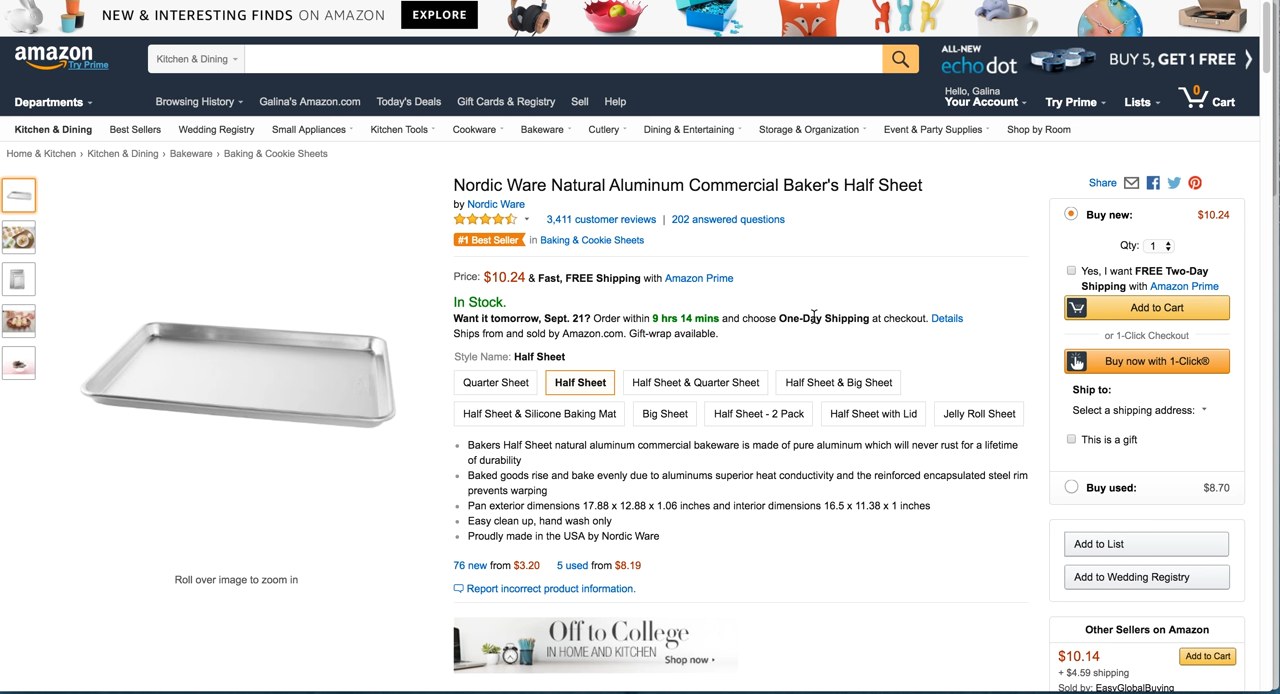 NEW & INTERESTING FINDS ON AMAZON EXPLORE
amazon
Try Prime
Kitchen & Dining
ALL-NEW
echo dot
BUY 5, GET 1 FREE
Departments
Browsing History
Galina's Amazon.com
Today's Deals
Gift Cards & Registry
Sell
Help
Hello, Galina
Your Account
Try Prime
Lists
0
Cart
Kitchen & Dining
Best Sellers
Wedding Registry
Small Appliances
Kitchen Tools
Cookware
Bakeware
Cutlery
Dining & Entertaining
Storage & Organization
Event & Party Supplies
Shop by Room
Home & Kitchen › Kitchen & Dining › Bakeware › Baking & Cookie Sheets
Roll over image to zoom in
Nordic Ware Natural Aluminum Commercial Baker's Half Sheet
by Nordic Ware
3,411 customer reviews | 202 answered questions
#1 Best Seller in Baking & Cookie Sheets
Price: $10.24 & Fast, FREE Shipping with Amazon Prime
In Stock.
Want it tomorrow, Sept. 21? Order within 9 hrs 14 mins and choose One-Day Shipping at checkout. Details
Ships from and sold by Amazon.com. Gift-wrap available.
Style Name: Half Sheet
Quarter Sheet
Half Sheet
Half Sheet & Quarter Sheet
Half Sheet & Big Sheet
Half Sheet & Silicone Baking Mat
Big Sheet
Half Sheet - 2 Pack
Half Sheet with Lid
Jelly Roll Sheet
• Bakers Half Sheet natural aluminum commercial bakeware is made of pure aluminum which will never rust for a lifetime
of durability
• Baked goods rise and bake evenly due to aluminums superior heat conductivity and the reinforced encapsulated steel rim
prevents warping
• Pan exterior dimensions 17.88 x 12.88 x 1.06 inches and interior dimensions 16.5 x 11.38 x 1 inches
• Easy clean up, hand wash only
• Proudly made in the USA by Nordic Ware
76 new from $3.20 5 used from $8.19
Report incorrect product information.
Off to College
IN HOME AND KITCHEN
Shop now
Share
Buy new: $10.24
Qty: 1
Yes, I want FREE Two-Day
Shipping with Amazon Prime
Add to Cart
or 1-Click Checkout
Buy now with 1-Click®
Ship to:
Select a shipping address:
This is a gift
Buy used: $8.70
Add to List
Add to Wedding Registry
Other Sellers on Amazon
$10.14 Add to Cart
+ $4.59 shipping
Sold by: EasyGlobalBuying